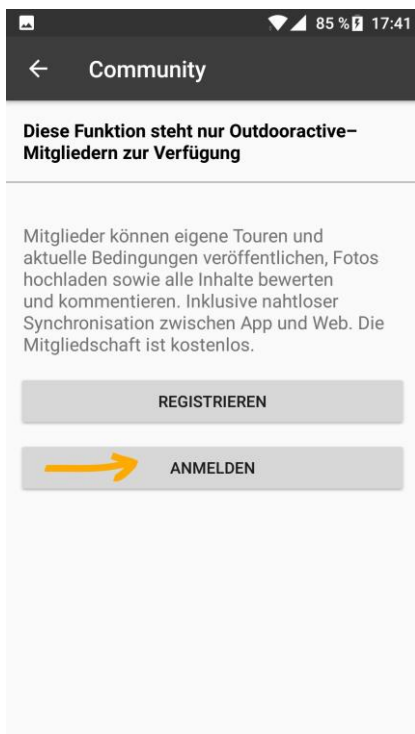 85 % 17:41
Community
Diese Funktion steht nur Outdooractive–
Mitgliedern zur Verfügung
Mitglieder können eigene Touren und
aktuelle Bedingungen veröffentlichen, Fotos
hochladen sowie alle Inhalte bewerten
und kommentieren. Inklusive nahtloser
Synchronisation zwischen App und Web. Die
Mitgliedschaft ist kostenlos.
REGISTRIEREN
ANMELDEN